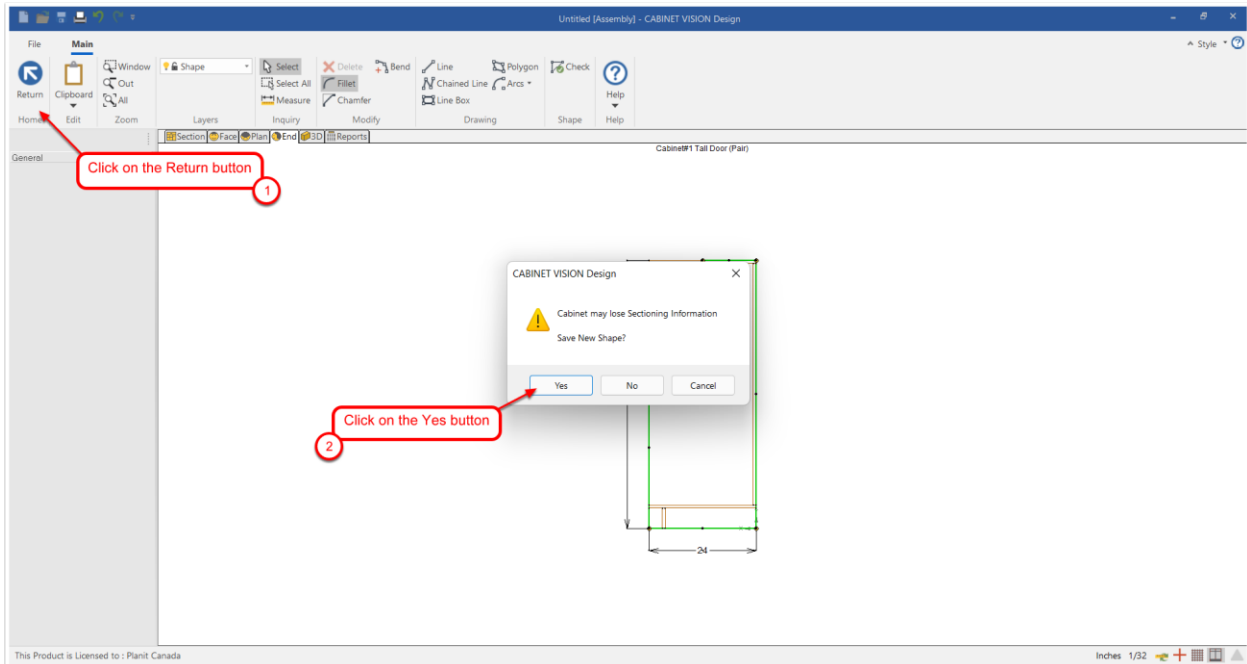 Untitled [Assembly] - CABINET VISION Design
File Main
Style
Return
Clipboard
Window
Out
All
Shape
Select
Select All
Measure
Delete
Bend
Fillet
Chamfer
Line
Polygon
Chained Line
Arcs
Line Box
Check
Help
Home Edit Zoom Layers Inquiry Modify Drawing Shape Help
Section Face Plan End 3D Reports
Cabinet#1 Tall Door (Pair)
General
Click on the Return button
1
CABINET VISION Design
Cabinet may lose Sectioning Information
Save New Shape?
Yes No Cancel
Click on the Yes button
2
24
This Product is Licensed to : Planit Canada
Inches 1/32